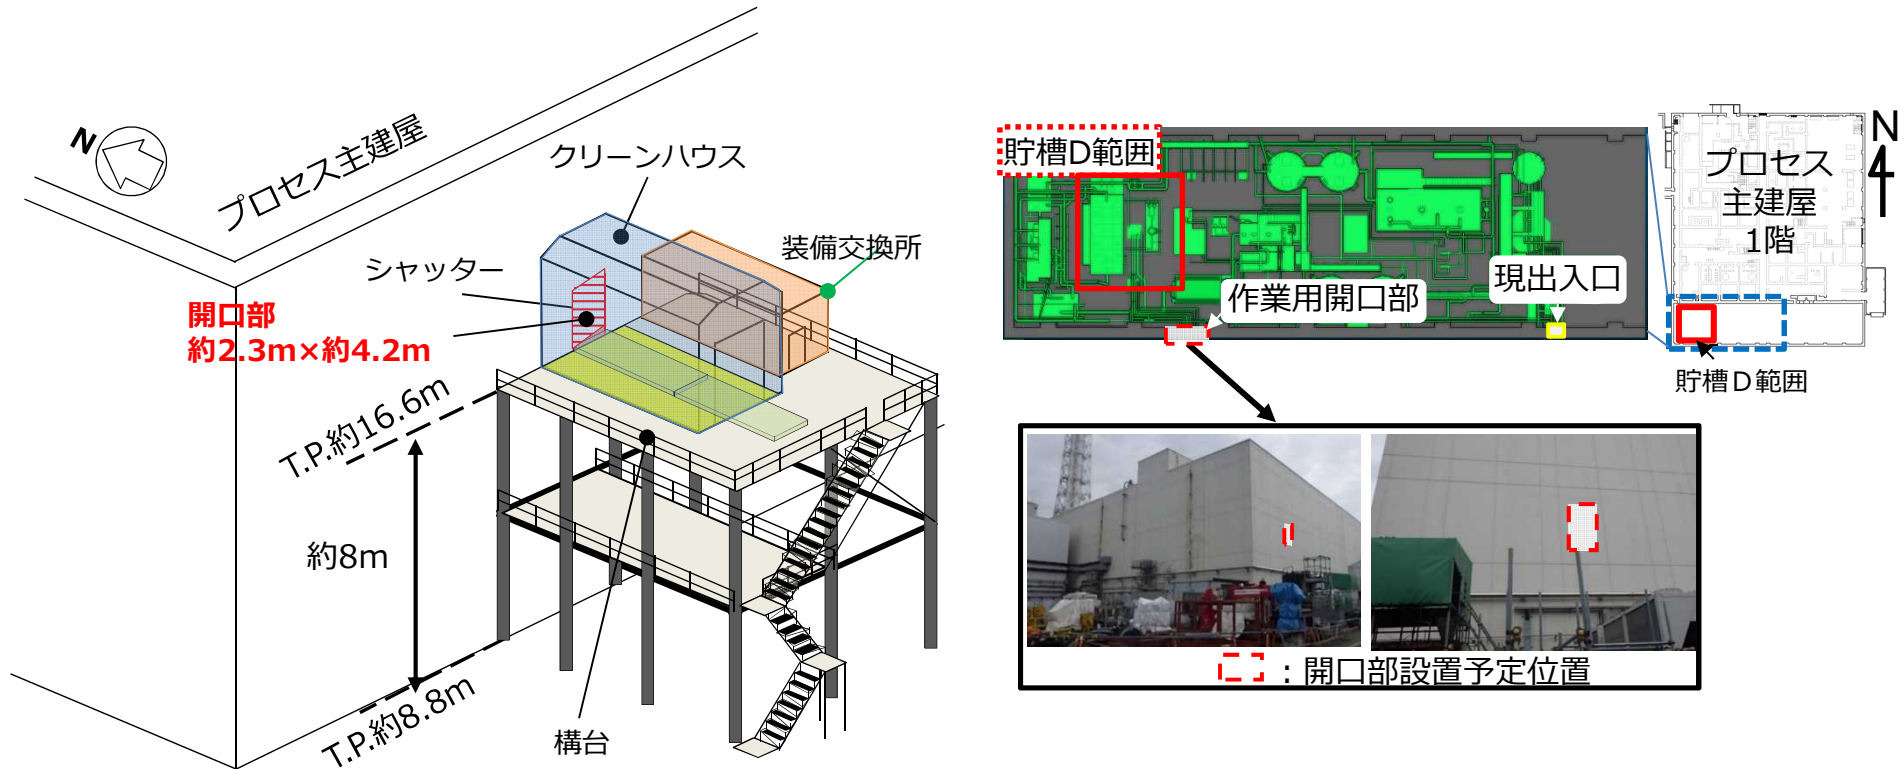 N
プロセス主建屋
クリーンハウス
装備交換所
シャッター
開口部
約2.3m×約4.2m
T.P.約16.6m
約8m
T.P.約8.8m
構台
貯槽D範囲
作業用開口部
現出入口
プロセス
主建屋
1階
N
貯槽D範囲
:開口部設置予定位置